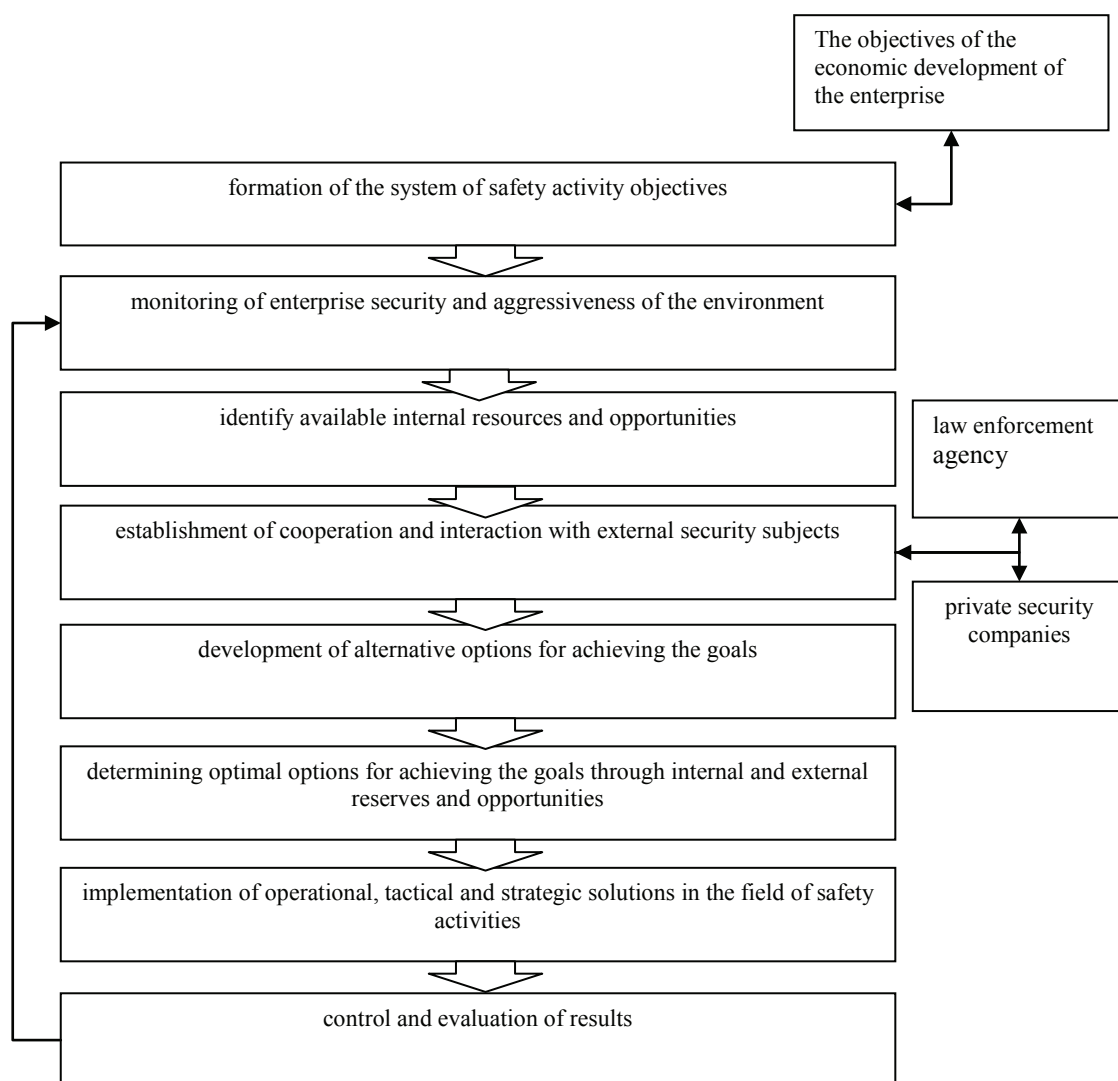 The objectives of the
economic development of
the enterprise
formation of the system of safety activity objectives
monitoring of enterprise security and aggressiveness of the environment
identify available internal resources and opportunities
law enforcement
agency
establishment of cooperation and interaction with external security subjects
private security
companies
development of alternative options for achieving the goals
determining optimal options for achieving the goals through internal and external
reserves and opportunities
implementation of operational, tactical and strategic solutions in the field of safety
activities
control and evaluation of results